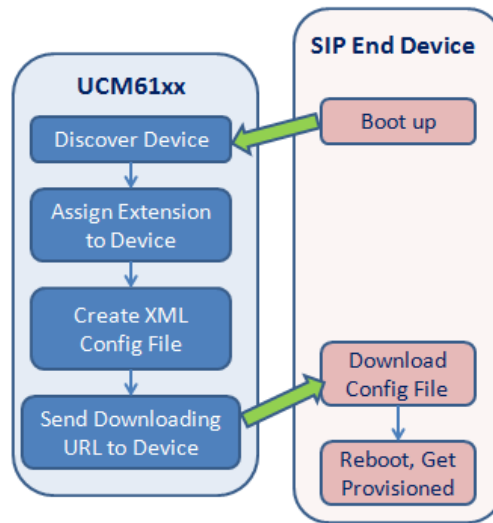 UCM61xx
Discover Device
Assign Extension
to Device
Create XML
Config File
Send Downloading
URL to Device
SIP End Device
Boot up
Download
Config File
Reboot, Get
Provisioned